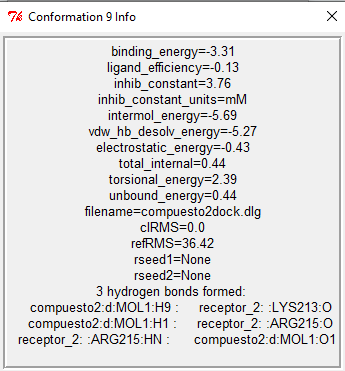 Conformation 9 Info
binding_energy=-3.31
ligand_efficiency=-0.13
inhib_constant=3.76
inhib_constant_units=mM
intermol_energy=-5.69
vdw_hb_desolv_energy=-5.27
electrostatic_energy=-0.43
total_internal=0.44
torsional_energy=2.39
unbound_energy=0.44
filename=compuesto2dock.dlg
clRMS=0.0
refRMS=36.42
rseed1=None
rseed2=None
3 hydrogen bonds formed:
compuesto2:d:MOL1:H9 : receptor_2: :LYS213:O
compuesto2:d:MOL1:H1 : receptor_2: :ARG215:O
receptor_2: :ARG215:HN : compuesto2:d:MOL1:O1